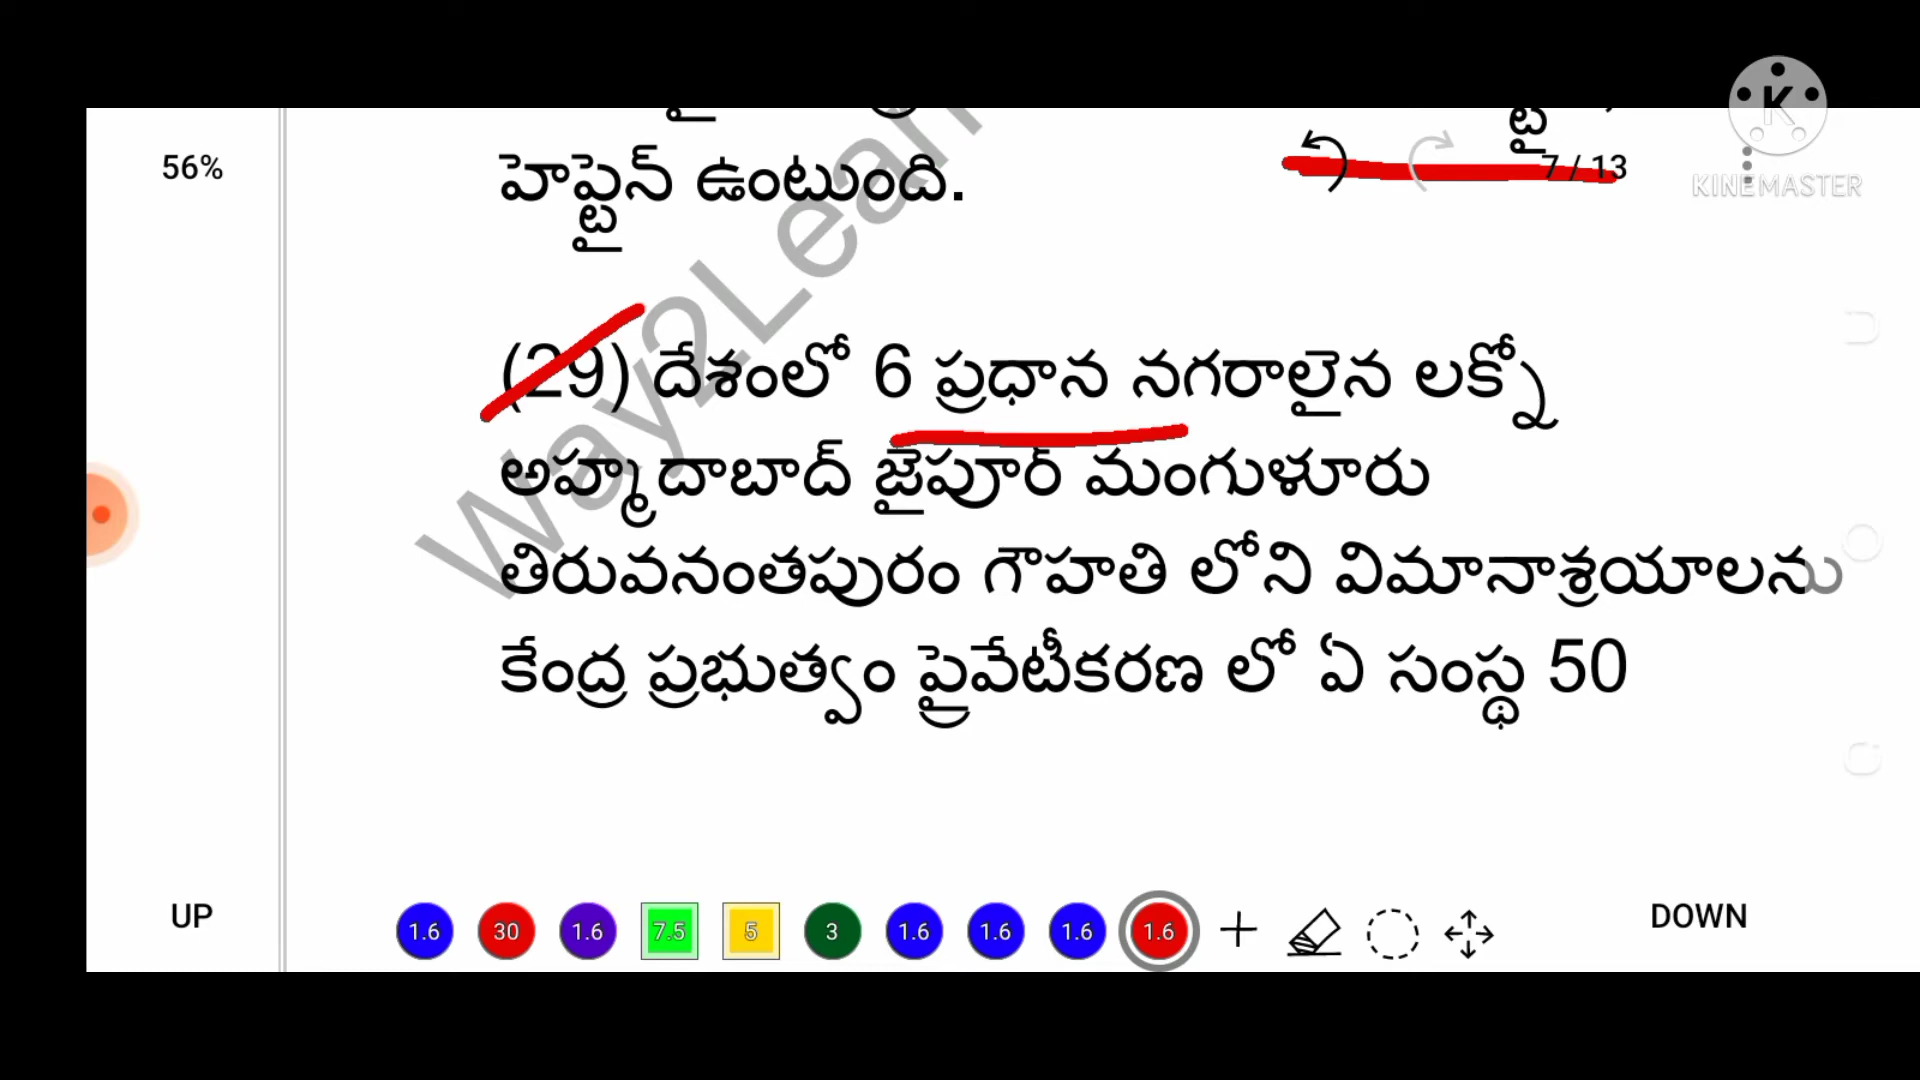 56%
హెప్టైన్ ఉంటుంది.
7 / 13
KINEMASTER
Way2Learn
(29) దేశంలో 6 ప్రధాన నగరాలైన లక్నో
అహ్మదాబాద్ జైపూర్ మంగుళూరు
తిరువనంతపురం గౌహతి లోని విమానాశ్రయాలను
కేంద్ర ప్రభుత్వం ప్రైవేటీకరణ లో ఏ సంస్థ 50
UP
1.6 30 1.6 7.5 5 3 1.6 1.6 1.6 1.6
DOWN